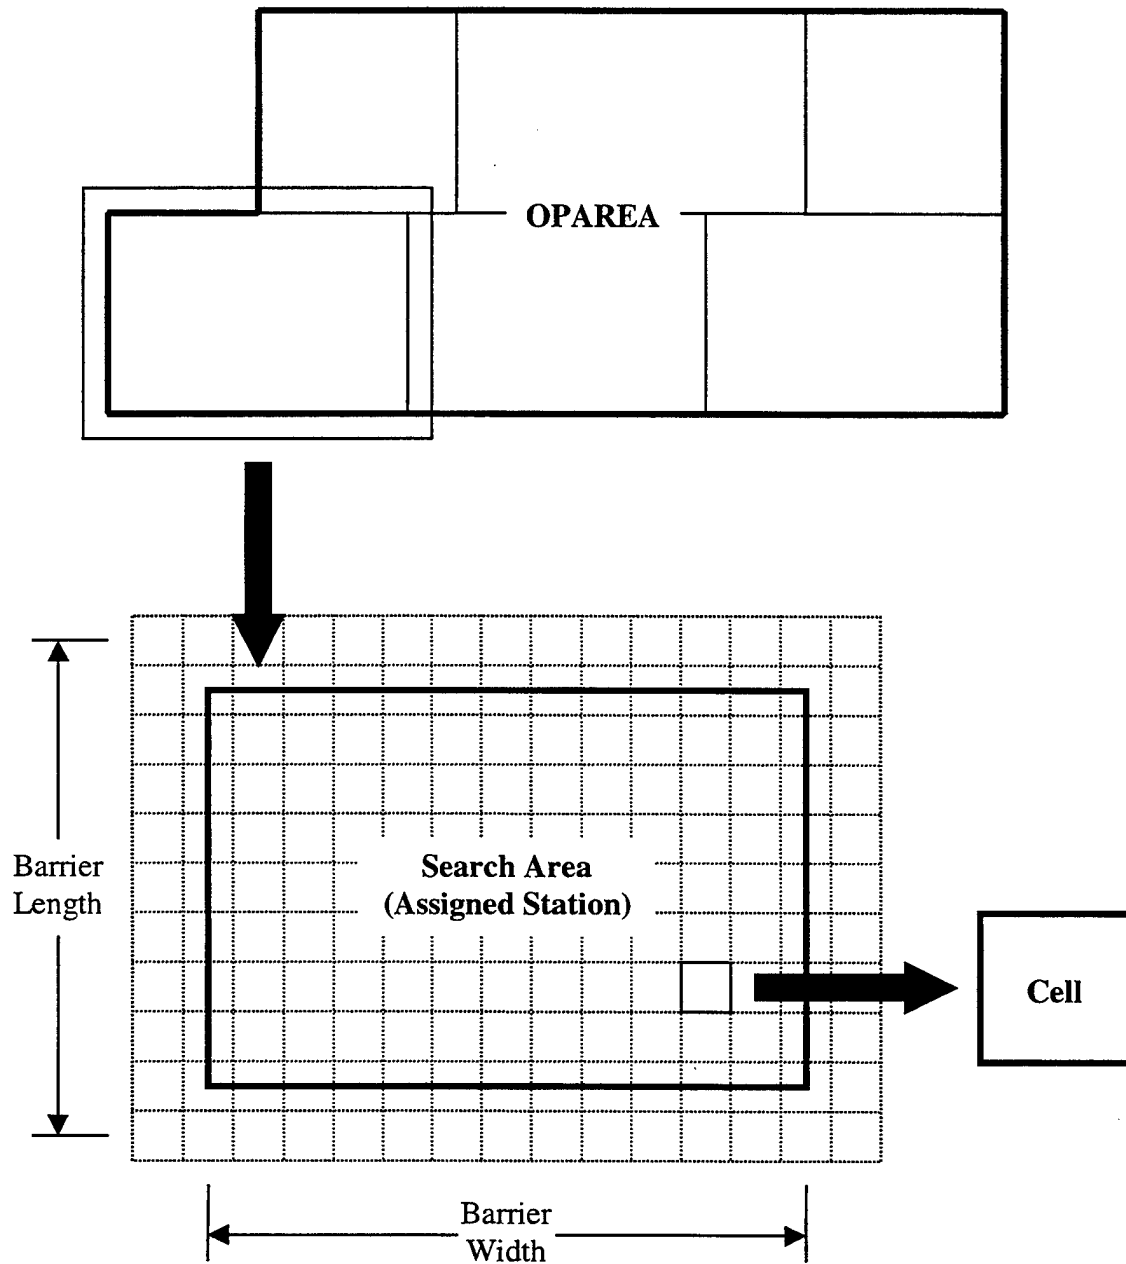 OPAREA
Barrier
Length
Search Area
(Assigned Station)
Cell
Barrier
Width